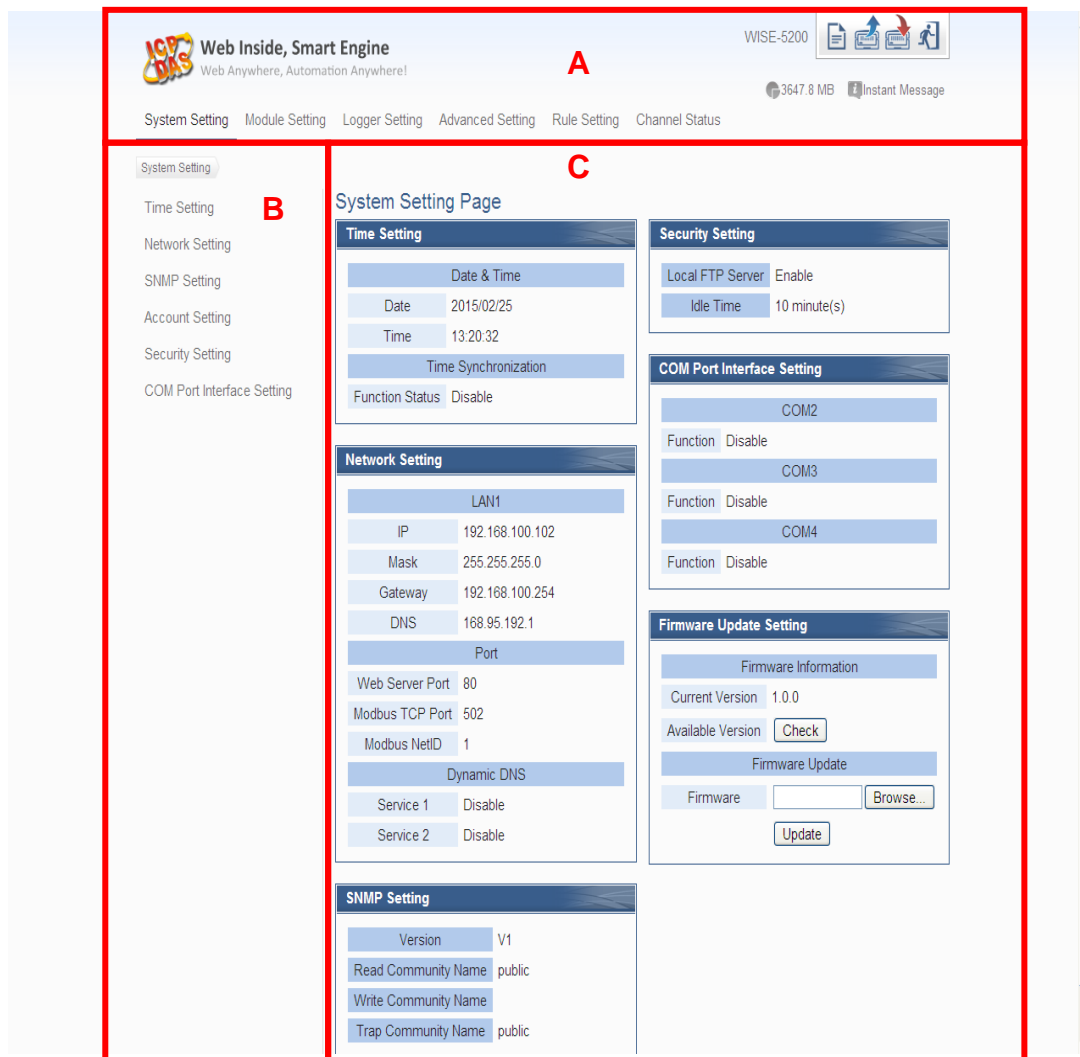 ICP DAS
Web Inside, Smart Engine
Web Anywhere, Automation Anywhere!
WISE-5200
A
3647.8 MB Instant Message
System Setting Module Setting Logger Setting Advanced Setting Rule Setting Channel Status
B
System Setting
Time Setting
Network Setting
SNMP Setting
Account Setting
Security Setting
COM Port Interface Setting
C
System Setting Page
Time Setting
Date & Time
Date 2015/02/25
Time 13:20:32
Time Synchronization
Function Status Disable
Network Setting
LAN1
IP 192.168.100.102
Mask 255.255.255.0
Gateway 192.168.100.254
DNS 168.95.192.1
Port
Web Server Port 80
Modbus TCP Port 502
Modbus NetID 1
Dynamic DNS
Service 1 Disable
Service 2 Disable
SNMP Setting
Version V1
Read Community Name public
Write Community Name
Trap Community Name public
Security Setting
Local FTP Server Enable
Idle Time 10 minute(s)
COM Port Interface Setting
COM2
Function Disable
COM3
Function Disable
COM4
Function Disable
Firmware Update Setting
Firmware Information
Current Version 1.0.0
Available Version Check
Firmware Update
Firmware Browse...
Update